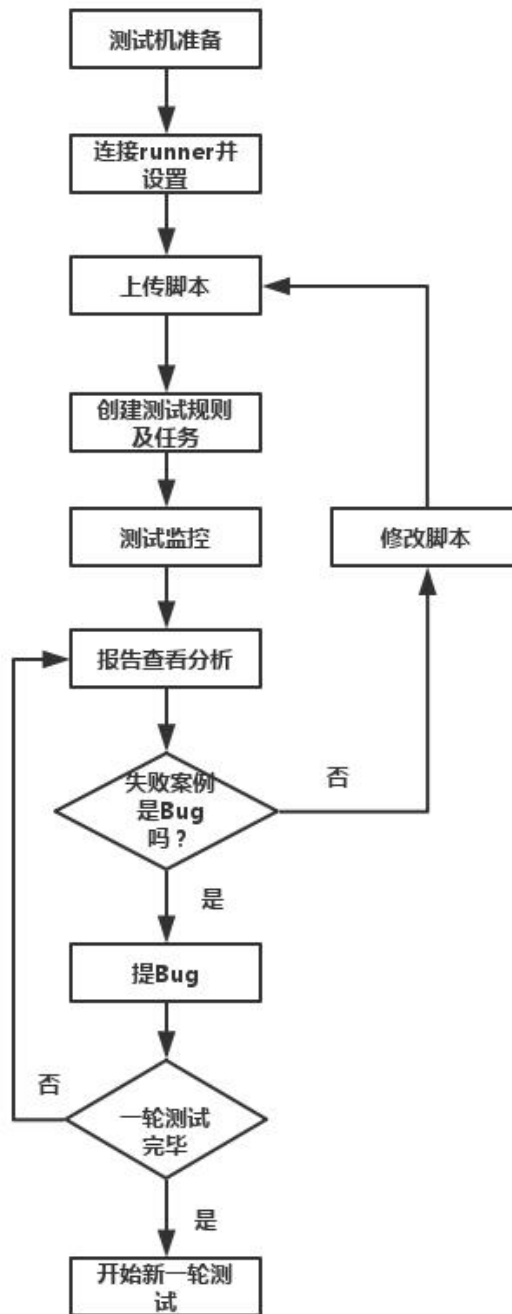 测试机准备
连接runner并
设置
上传脚本
创建测试规则
及任务
测试监控
修改脚本
报告查看分析
失败案例
是Bug
吗？
否
是
提Bug
否
一轮测试
完毕
是
开始新一轮测
试